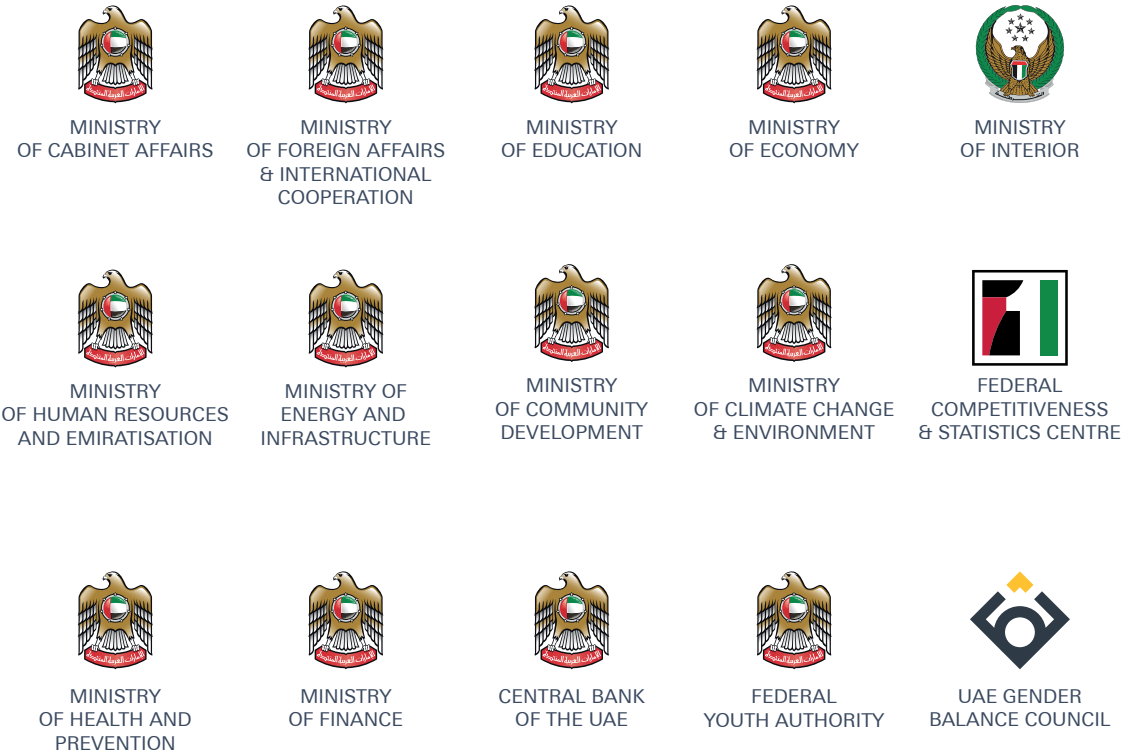 MINISTRY
OF CABINET AFFAIRS
MINISTRY
OF FOREIGN AFFAIRS
& INTERNATIONAL
COOPERATION
MINISTRY
OF EDUCATION
MINISTRY
OF ECONOMY
MINISTRY
OF INTERIOR
MINISTRY
OF HUMAN RESOURCES
AND EMIRATISATION
MINISTRY OF
ENERGY AND
INFRASTRUCTURE
MINISTRY
OF COMMUNITY
DEVELOPMENT
MINISTRY
OF CLIMATE CHANGE
& ENVIRONMENT
FEDERAL
COMPETITIVENESS
& STATISTICS CENTRE
MINISTRY
OF HEALTH AND
PREVENTION
MINISTRY
OF FINANCE
CENTRAL BANK
OF THE UAE
FEDERAL
YOUTH AUTHORITY
UAE GENDER
BALANCE COUNCIL